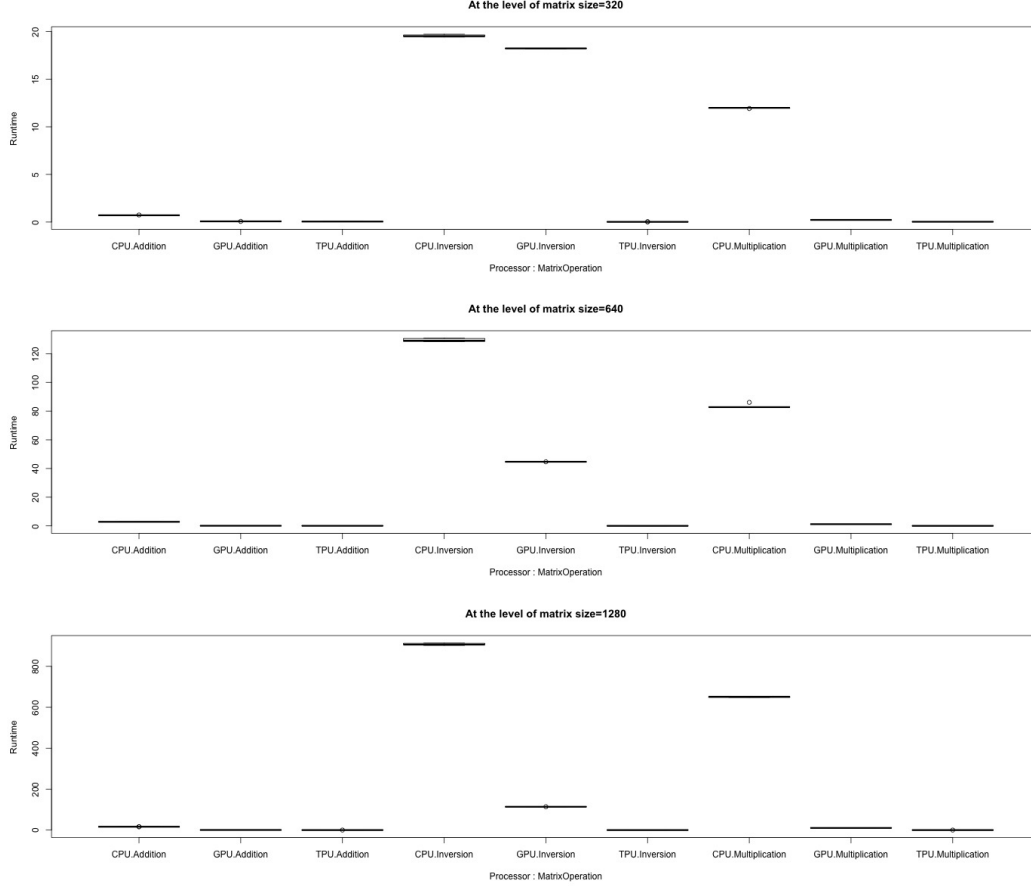 At the level of matrix size=320
20
15
10
5
0
Runtime
CPU.Addition GPU.Addition TPU.Addition CPU.Inversion GPU.Inversion TPU.Inversion CPU.Multiplication GPU.Multiplication TPU.Multiplication
Processor : MatrixOperation
At the level of matrix size=640
120
100
80
60
40
20
0
Runtime
CPU.Addition GPU.Addition TPU.Addition CPU.Inversion GPU.Inversion TPU.Inversion CPU.Multiplication GPU.Multiplication TPU.Multiplication
Processor : MatrixOperation
At the level of matrix size=1280
800
600
400
200
0
Runtime
CPU.Addition GPU.Addition TPU.Addition CPU.Inversion GPU.Inversion TPU.Inversion CPU.Multiplication GPU.Multiplication TPU.Multiplication
Processor : MatrixOperation